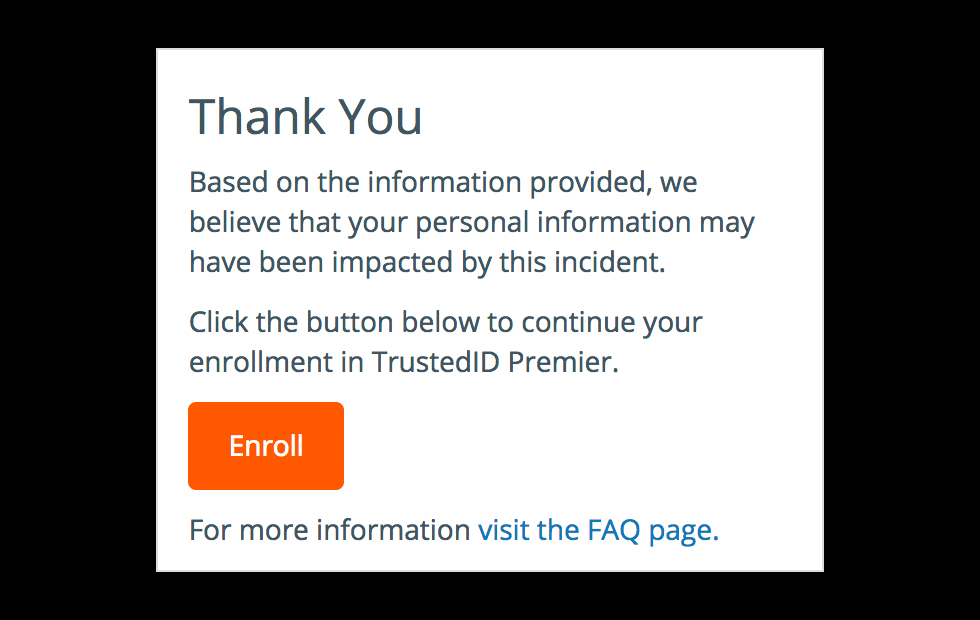 Thank You
Based on the information provided, we
believe that your personal information may
have been impacted by this incident.
Click the button below to continue your
enrollment in TrustedID Premier.
Enroll
For more information visit the FAQ page.